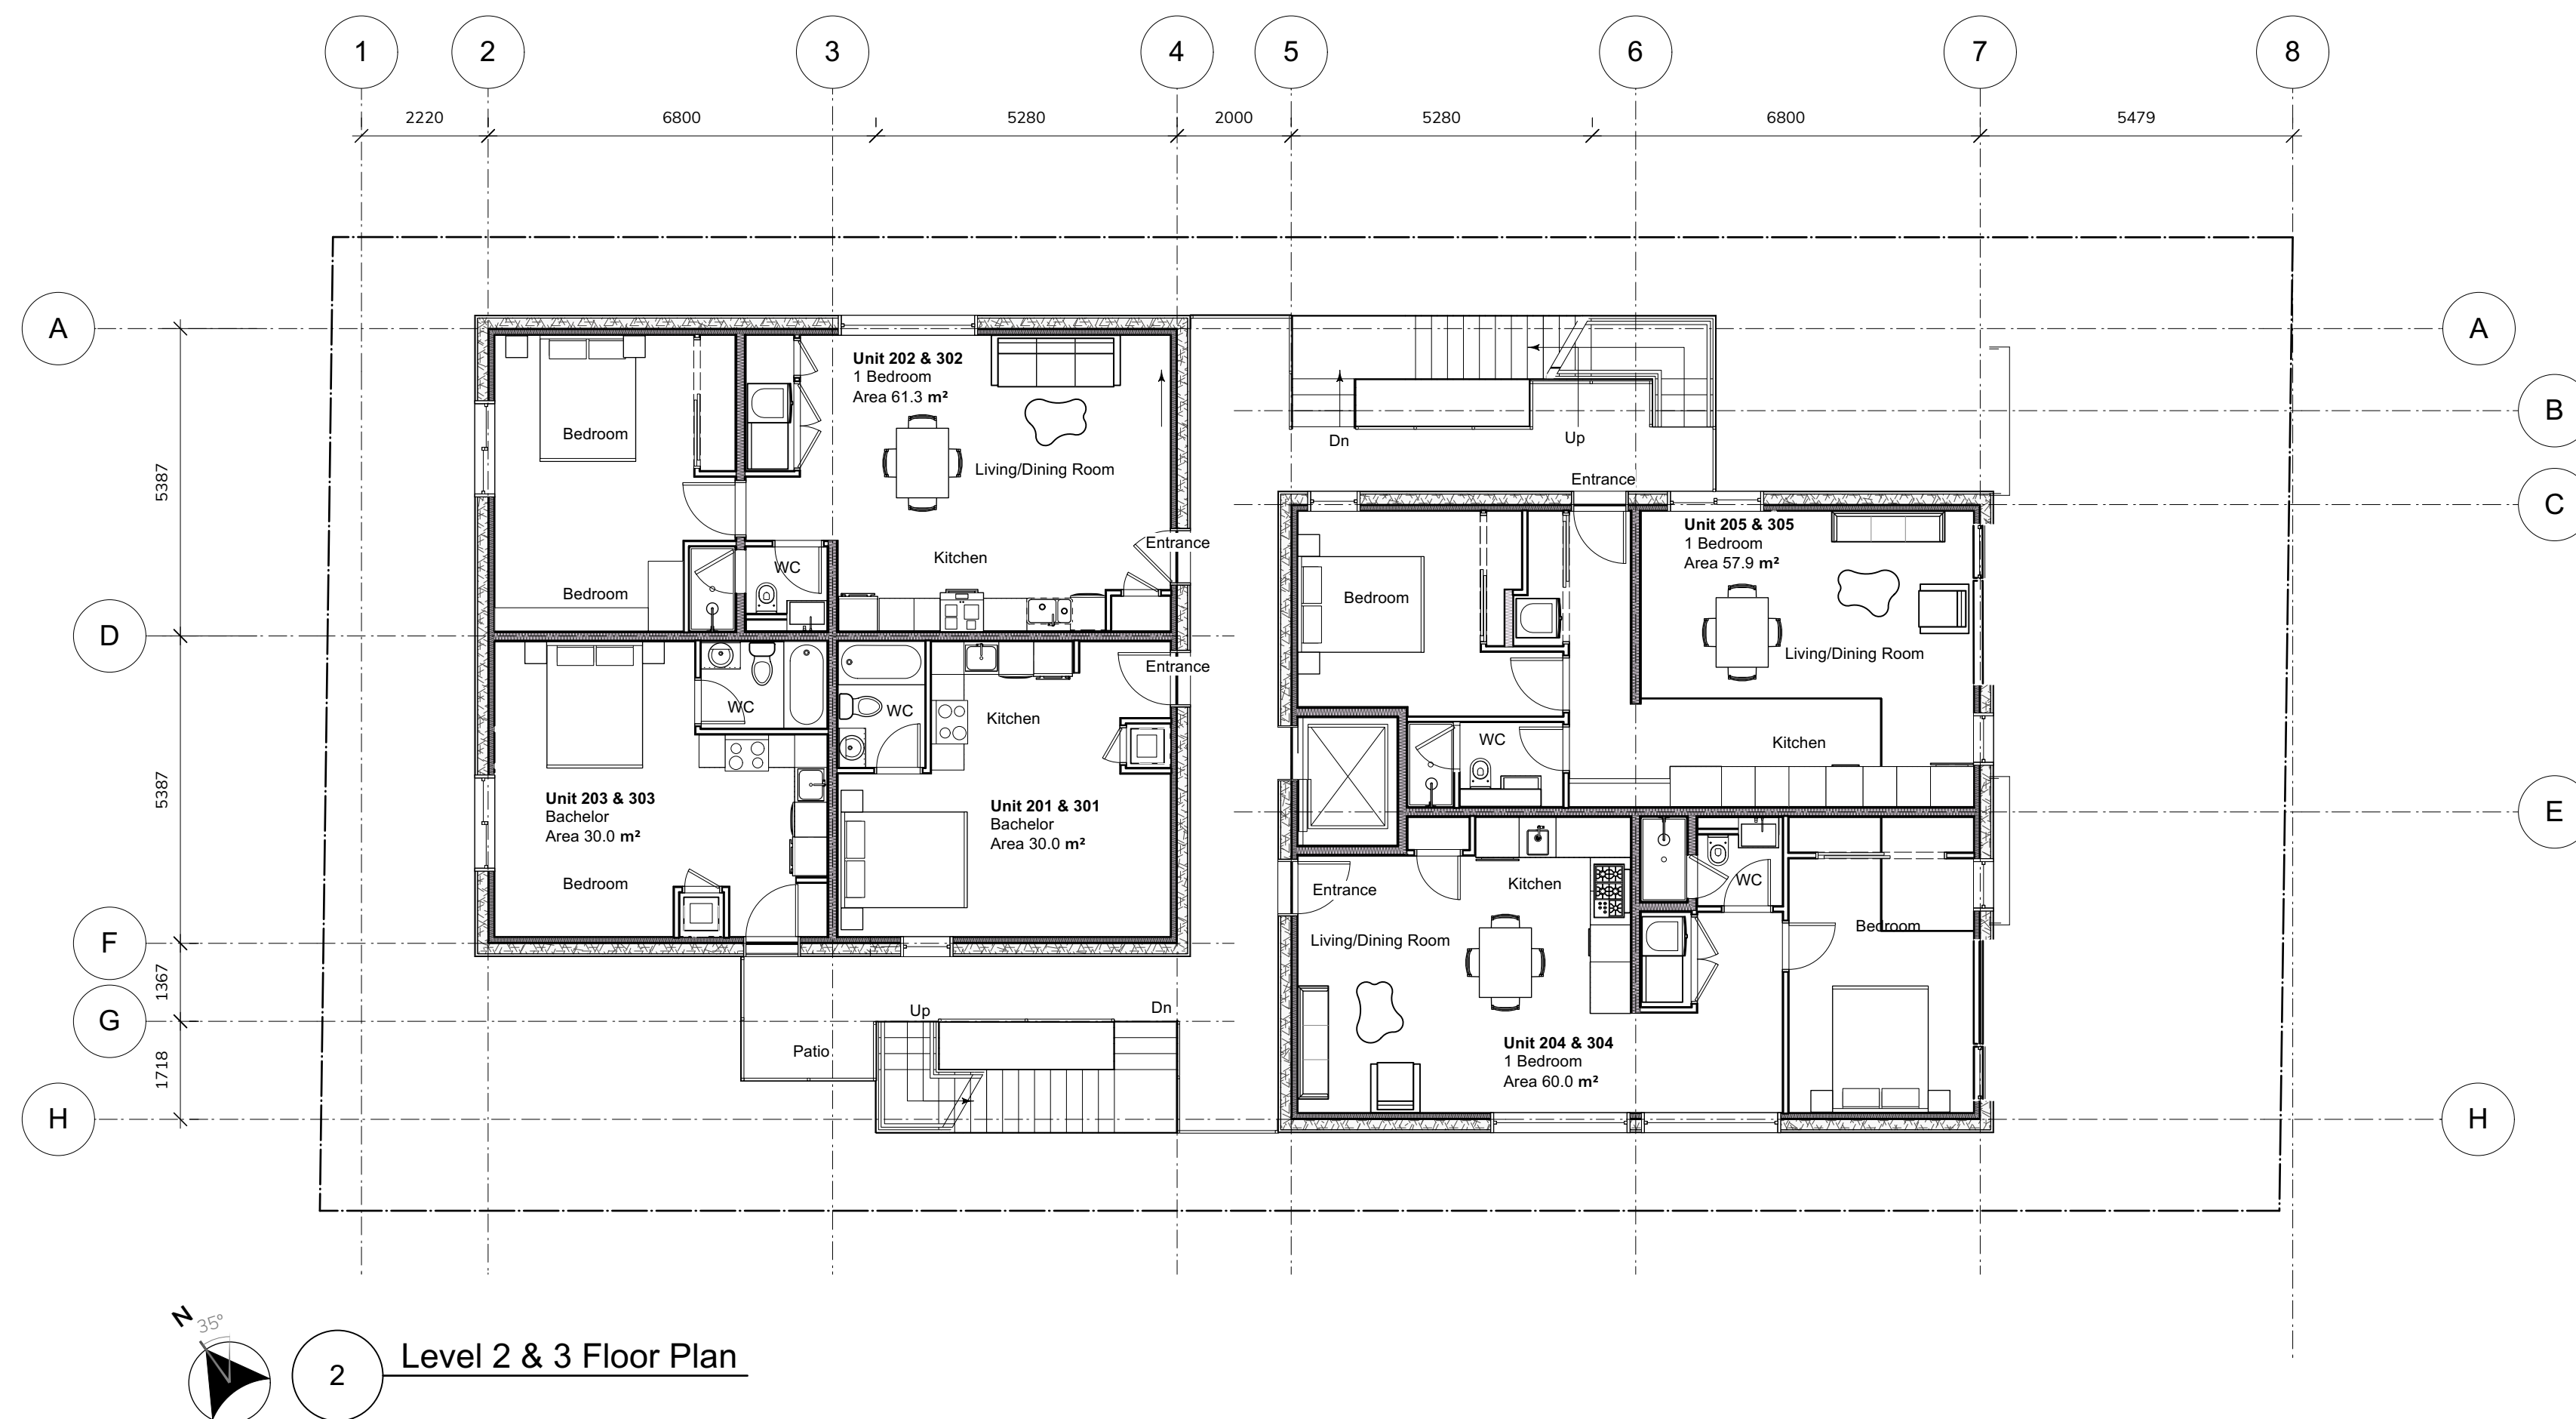 1 2 3 4 5 6 7 8
2220 6800 5280 2000 5280 6800 5479
A A
B
C
D
E
F
G
H H
5387
5387
1367
1718
Unit 202 & 302
1 Bedroom
Area 61.3 m²
Bedroom
Living/Dining Room
Entrance
Kitchen
WC
Bedroom
Entrance
WC
WC
Kitchen
Unit 203 & 303
Bachelor
Area 30.0 m²
Unit 201 & 301
Bachelor
Area 30.0 m²
Bedroom
Up
Dn
Patio
Dn
Up
Entrance
Unit 205 & 305
1 Bedroom
Area 57.9 m²
Bedroom
Living/Dining Room
WC
Kitchen
Entrance
Kitchen
WC
Bedroom
Living/Dining Room
Unit 204 & 304
1 Bedroom
Area 60.0 m²
N
35°
2
Level 2 & 3 Floor Plan